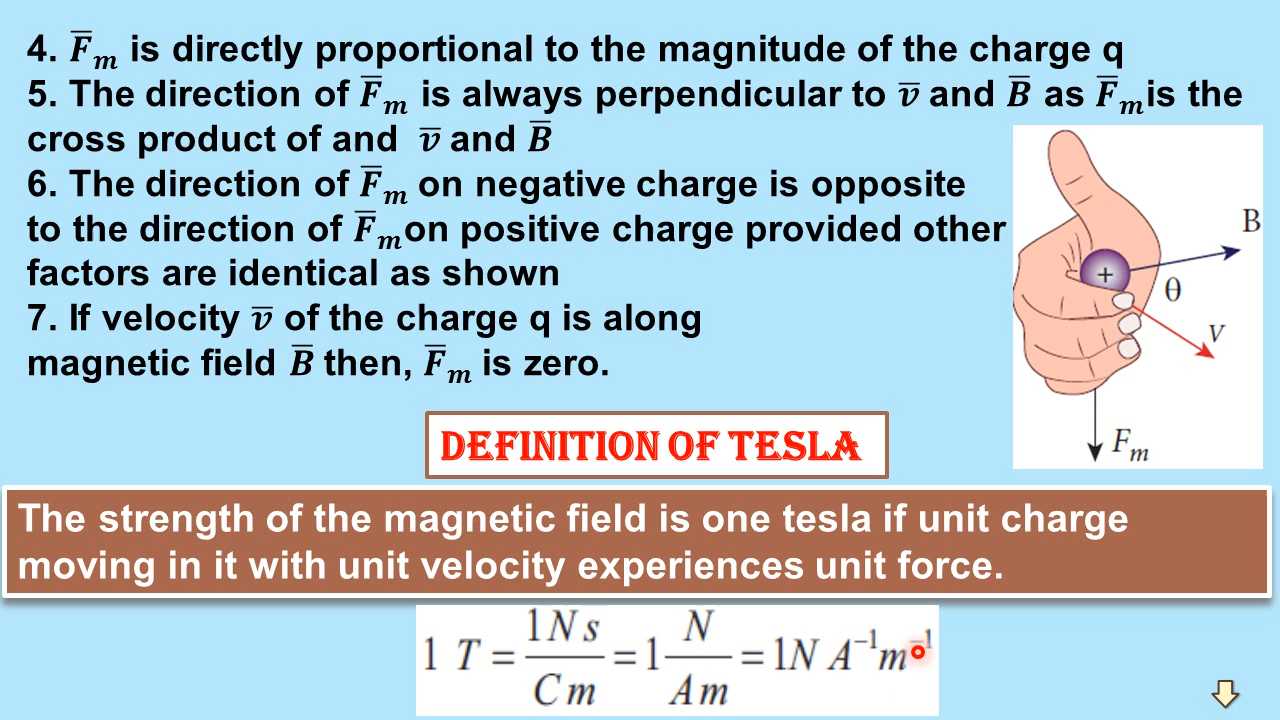 4. F̅ₘ is directly proportional to the magnitude of the charge q
5. The direction of F̅ₘ is always perpendicular to v̅ and B̅ as F̅ₘis the
cross product of and v̅ and B̅
6. The direction of F̅ₘ on negative charge is opposite
to the direction of F̅ₘon positive charge provided other
factors are identical as shown
7. If velocity v̅ of the charge q is along
magnetic field B̅ then, F̅ₘ is zero.
B
+
θ
V
Fₘ
DEFINITION OF TESLA
The strength of the magnetic field is one tesla if unit charge
moving in it with unit velocity experiences unit force.
1 T = 1N s / C m = 1 N / A m = 1N A⁻¹m⁻¹